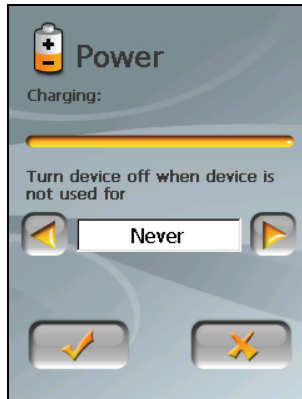 Power
Charging:
Turn device off when device is
not used for
Never